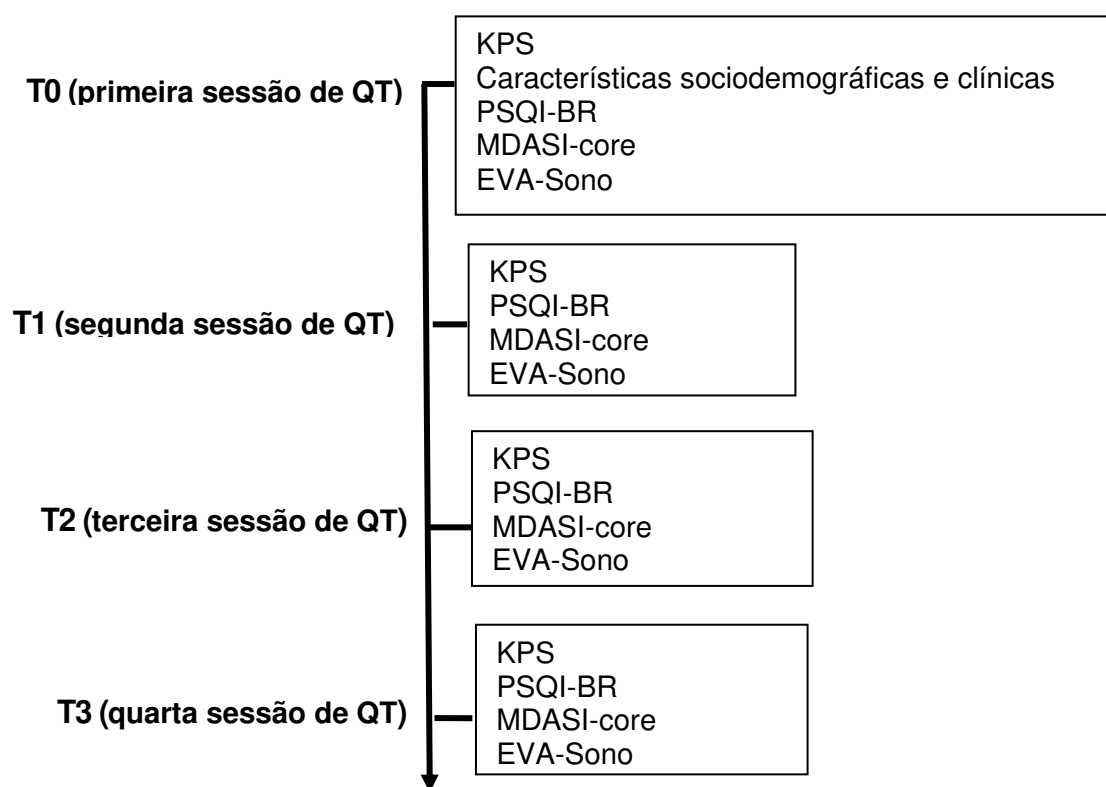 T0 (primeira sessão de QT)
KPS
Característísticas sociodemográficas e clínicas
PSQI-BR
MDASI-core
EVA-Sono
T1 (segunda sessão de QT)
KPS
PSQI-BR
MDASI-core
EVA-Sono
T2 (terceira sessão de QT)
KPS
PSQI-BR
MDASI-core
EVA-Sono
T3 (quarta sessão de QT)
KPS
PSQI-BR
MDASI-core
EVA-Sono